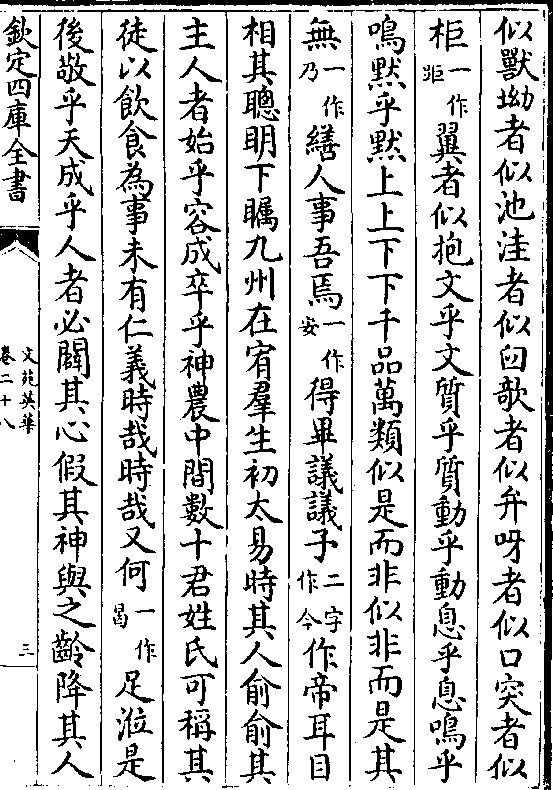 似獸坳者似池洼者似臼欹者似弁呀者似口突者似
柜一作距翼者似抱文乎文質乎質動乎動息乎息鳴乎
鳴黙乎黙上上下下千品萬類似是而非似非而是其
無一作乃繕人事吾焉一作安得畢議議子二字作今作帝耳目
相其聰明下矚九州在宥羣生初太易時其人俞俞其
主人者始乎容成卒乎神農中間數十君姓氏可稱其
徒以飲食為事未有仁義時哉時哉又何一作曷足涖是
後敬乎天成乎人者必闢其心假其神與之齡降其人
欽定四庫全書
文苑英華
卷二十八
三